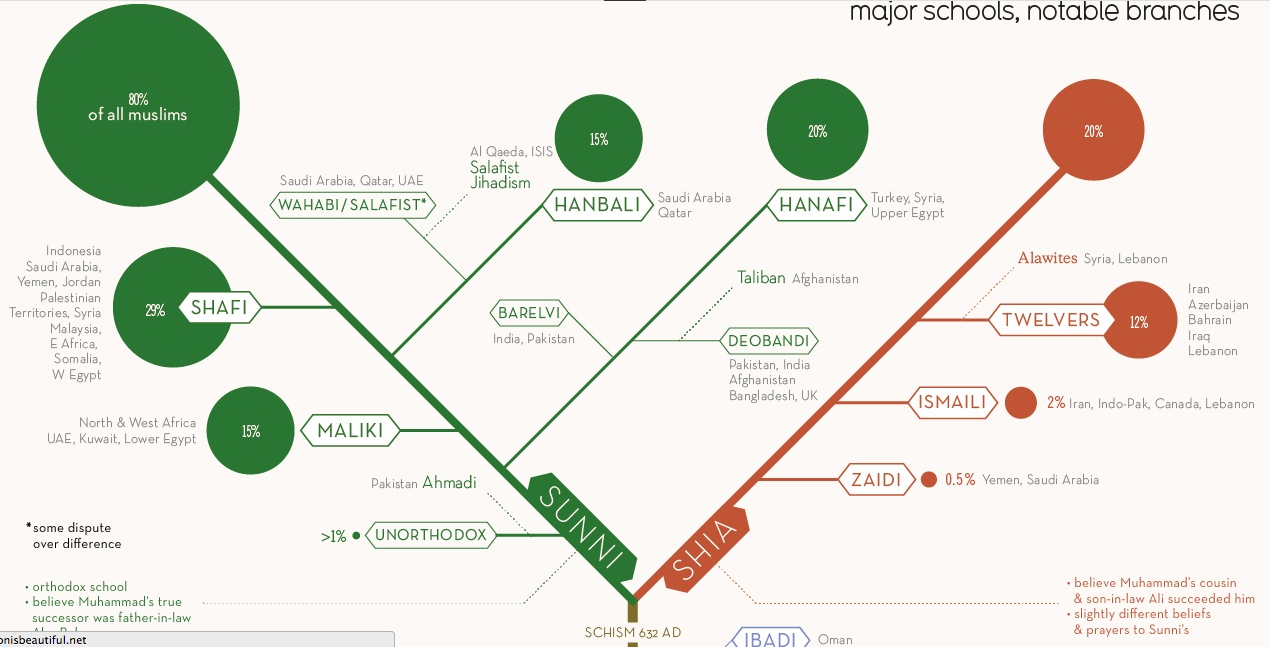 major schools, notable branches
80%
of all muslims
Al Qaeda, ISIS
Salafist
Jihadism
Saudi Arabia, Qatar, UAE
WAHABI/SALAFIST*
15%
HANBALI
Saudi Arabia
Qatar
20%
HANAFI
Turkey, Syria,
Upper Egypt
20%
Indonesia
Saudi Arabia,
Yemen, Jordan
Palestinian
Territories, Syria
Malaysia,
E Africa,
Somalia,
W Egypt
29%
SHAFI
BARELVI
India, Pakistan
Taliban Afghanistan
DEOBANDI
Pakistan, India
Afghanistan
Bangladesh, UK
Alawites Syria, Lebanon
TWELVERS
12%
Iran
Azerbaijan
Bahrain
Iraq
Lebanon
North & West Africa
UAE, Kuwait, Lower Egypt
15%
MALIKI
ISMAILI
2% Iran, Indo-Pak, Canada, Lebanon
Pakistan Ahmadi
ZAIDI
0.5% Yemen, Saudi Arabia
>1%
UNORTHODOX
SUNNI
SHIA
*some dispute
over difference
• orthodox school
• believe Muhammad's true
successor was father-in-law
• believe Muhammad's cousin
& son-in-law Ali succeeded him
• slightly different beliefs
& prayers to Sunni's
SCHISM 632 AD
IBADI
Oman
onisbeautiful.net